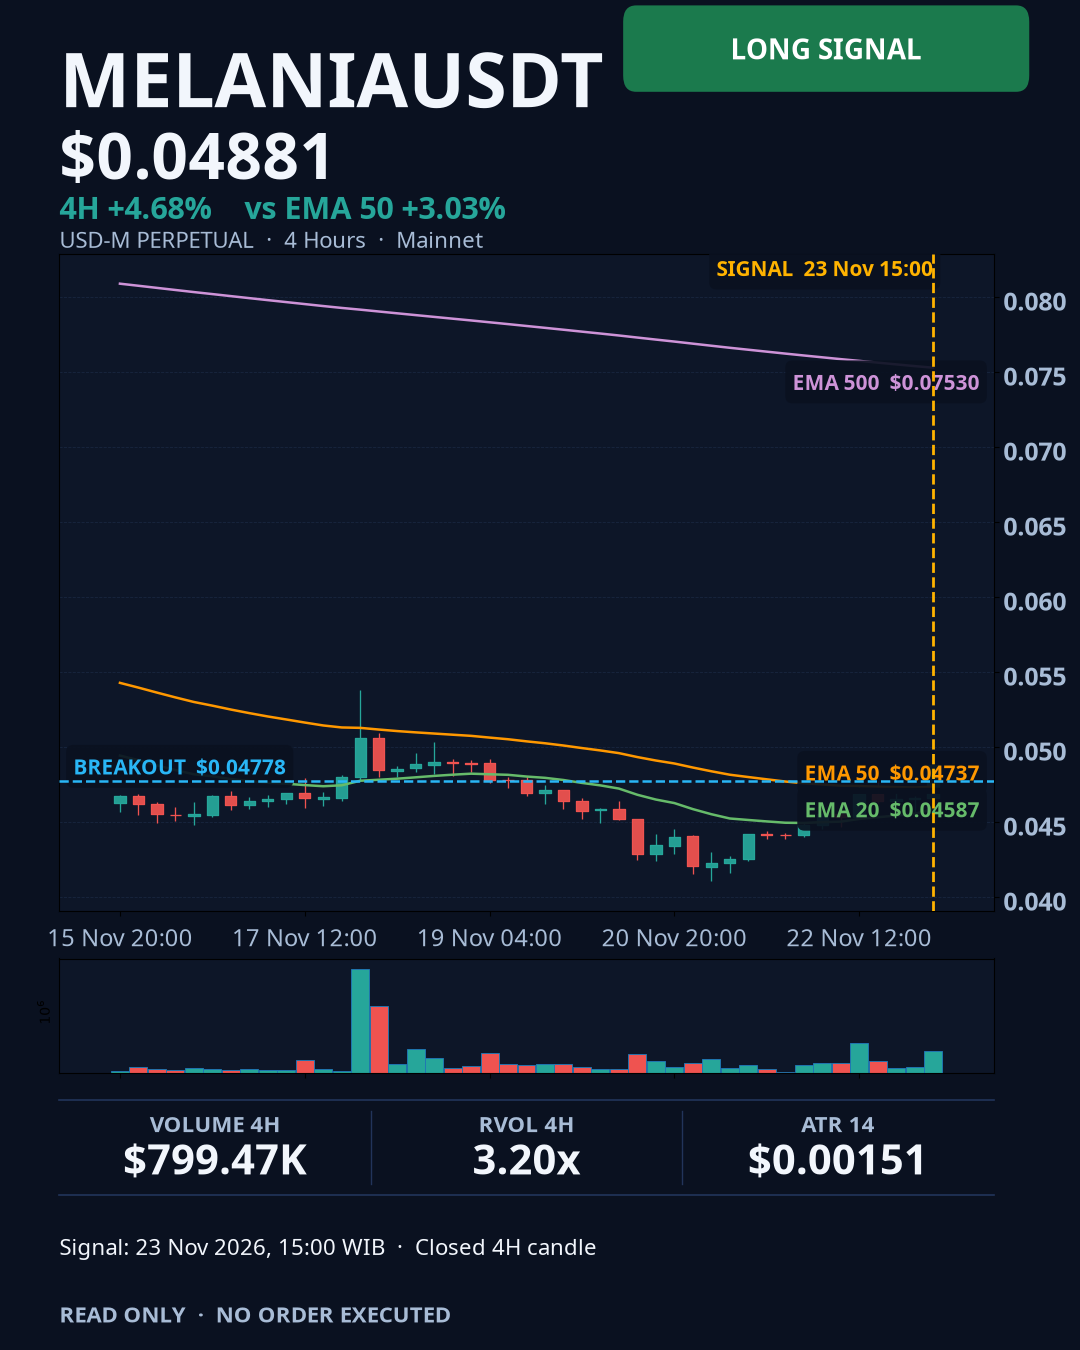 LONG SIGNAL
MELANIAUSDT
$0.04881
4H +4.68% vs EMA 50 +3.03%
USD-M PERPETUAL · 4 Hours · Mainnet
SIGNAL 23 Nov 15:00
0.080
EMA 500 $0.07530
0.075
0.070
0.065
0.060
0.055
0.050
BREAKOUT $0.04778
EMA 50 $0.04737
EMA 20 $0.04587
0.045
0.040
15 Nov 20:00 17 Nov 12:00 19 Nov 04:00 20 Nov 20:00 22 Nov 12:00
10⁶
VOLUME 4H RVOL 4H ATR 14
$799.47K 3.20x $0.00151
Signal: 23 Nov 2026, 15:00 WIB · Closed 4H candle
READ ONLY · NO ORDER EXECUTED